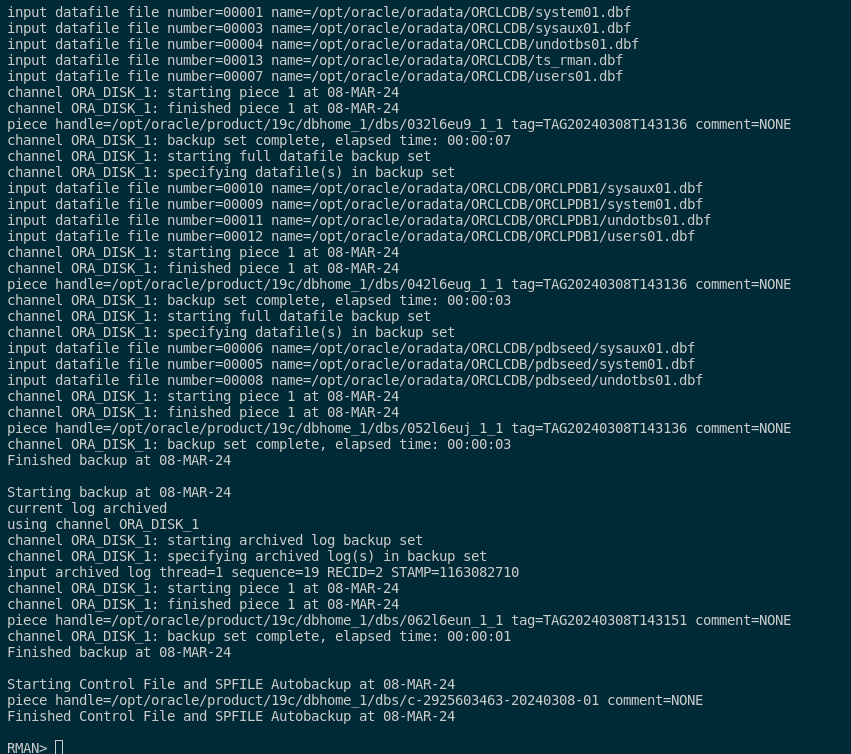 input datafile file number=00001 name=/opt/oracle/oradata/ORCLCDB/system01.dbf
input datafile file number=00003 name=/opt/oracle/oradata/ORCLCDB/sysaux01.dbf
input datafile file number=00004 name=/opt/oracle/oradata/ORCLCDB/undotbs01.dbf
input datafile file number=00013 name=/opt/oracle/oradata/ORCLCDB/ts_rman.dbf
input datafile file number=00007 name=/opt/oracle/oradata/ORCLCDB/users01.dbf
channel ORA_DISK_1: starting piece 1 at 08-MAR-24
channel ORA_DISK_1: finished piece 1 at 08-MAR-24
piece handle=/opt/oracle/product/19c/dbhome_1/dbs/032l6eu9_1_1 tag=TAG20240308T143136 comment=NONE
channel ORA_DISK_1: backup set complete, elapsed time: 00:00:07
channel ORA_DISK_1: starting full datafile backup set
channel ORA_DISK_1: specifying datafile(s) in backup set
input datafile file number=00010 name=/opt/oracle/oradata/ORCLCDB/ORCLPDB1/sysaux01.dbf
input datafile file number=00009 name=/opt/oracle/oradata/ORCLCDB/ORCLPDB1/system01.dbf
input datafile file number=00011 name=/opt/oracle/oradata/ORCLCDB/ORCLPDB1/undotbs01.dbf
input datafile file number=00012 name=/opt/oracle/oradata/ORCLCDB/ORCLPDB1/users01.dbf
channel ORA_DISK_1: starting piece 1 at 08-MAR-24
channel ORA_DISK_1: finished piece 1 at 08-MAR-24
piece handle=/opt/oracle/product/19c/dbhome_1/dbs/042l6eug_1_1 tag=TAG20240308T143136 comment=NONE
channel ORA_DISK_1: backup set complete, elapsed time: 00:00:03
channel ORA_DISK_1: starting full datafile backup set
channel ORA_DISK_1: specifying datafile(s) in backup set
input datafile file number=00006 name=/opt/oracle/oradata/ORCLCDB/pdbseed/sysaux01.dbf
input datafile file number=00005 name=/opt/oracle/oradata/ORCLCDB/pdbseed/system01.dbf
input datafile file number=00008 name=/opt/oracle/oradata/ORCLCDB/pdbseed/undotbs01.dbf
channel ORA_DISK_1: starting piece 1 at 08-MAR-24
channel ORA_DISK_1: finished piece 1 at 08-MAR-24
piece handle=/opt/oracle/product/19c/dbhome_1/dbs/052l6euj_1_1 tag=TAG20240308T143136 comment=NONE
channel ORA_DISK_1: backup set complete, elapsed time: 00:00:03
Finished backup at 08-MAR-24

Starting backup at 08-MAR-24
current log archived
using channel ORA_DISK_1
channel ORA_DISK_1: starting archived log backup set
channel ORA_DISK_1: specifying archived log(s) in backup set
input archived log thread=1 sequence=19 RECID=2 STAMP=1163082710
channel ORA_DISK_1: starting piece 1 at 08-MAR-24
channel ORA_DISK_1: finished piece 1 at 08-MAR-24
piece handle=/opt/oracle/product/19c/dbhome_1/dbs/062l6eun_1_1 tag=TAG20240308T143151 comment=NONE
channel ORA_DISK_1: backup set complete, elapsed time: 00:00:01
Finished backup at 08-MAR-24

Starting Control File and SPFILE Autobackup at 08-MAR-24
piece handle=/opt/oracle/product/19c/dbhome_1/dbs/c-2925603463-20240308-01 comment=NONE
Finished Control File and SPFILE Autobackup at 08-MAR-24

RMAN>